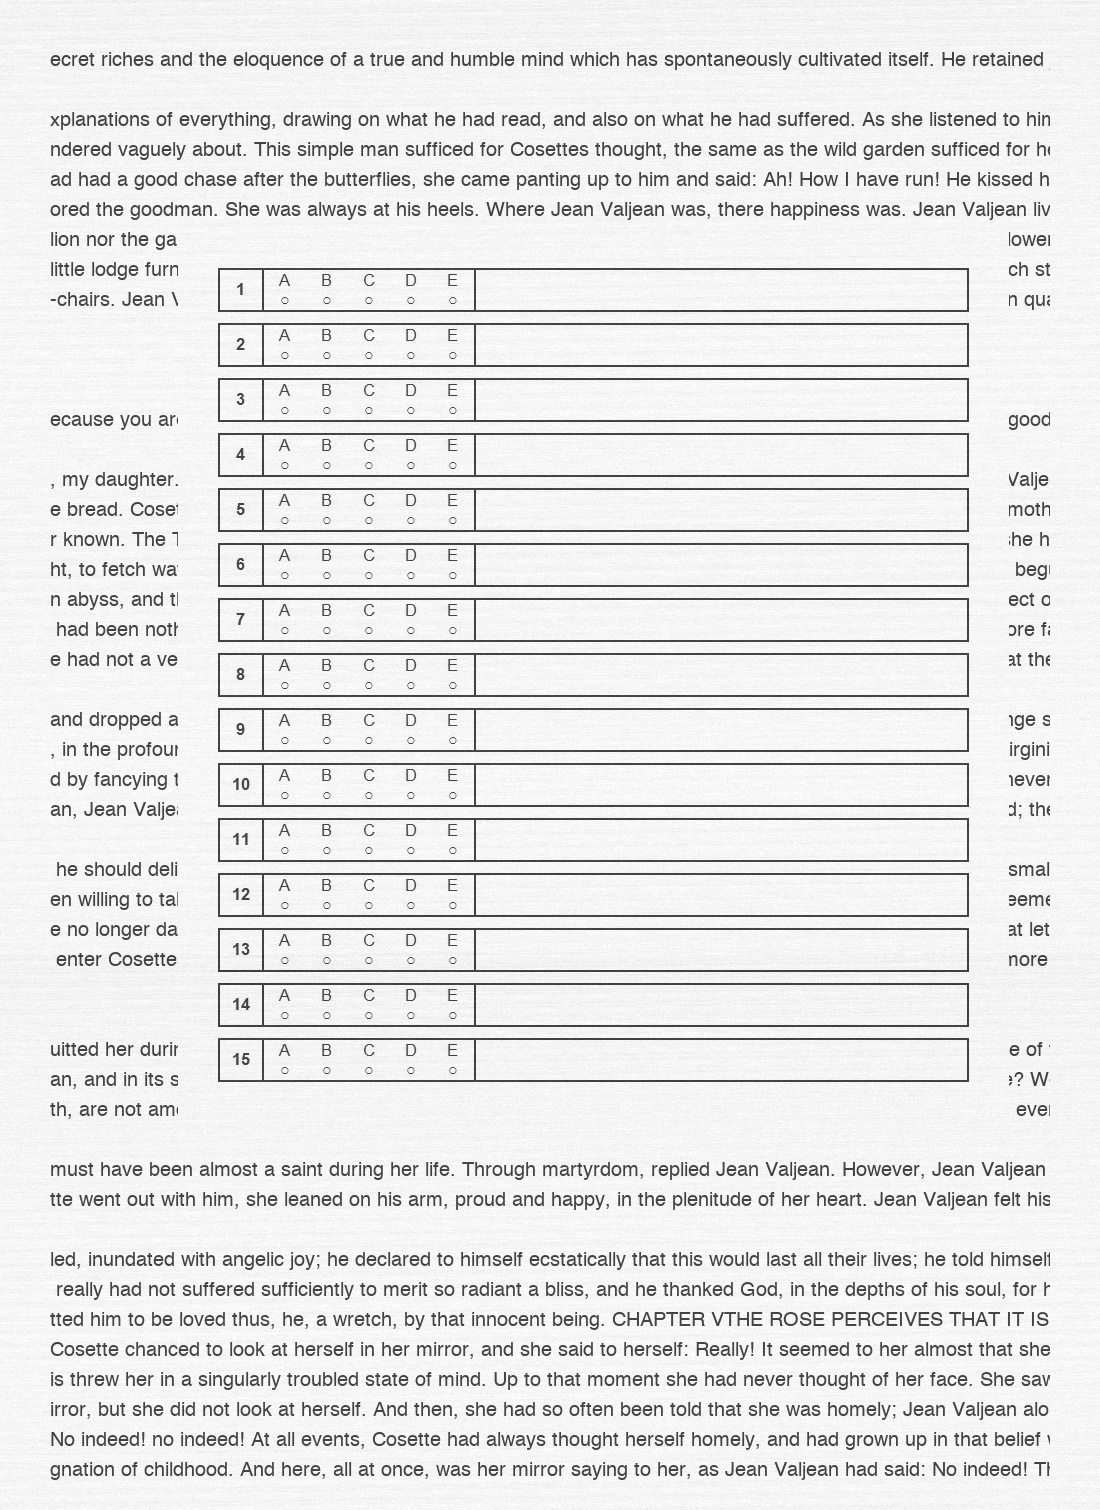 ecret riches and the eloquence of a true and humble mind which has spontaneously cultivated itself. He retained
xplanations of everything, drawing on what he had read, and also on what he had suffered. As she listened to him
ndered vaguely about. This simple man sufficed for Cosettes thought, the same as the wild garden sufficed for he
ad had a good chase after the butterflies, she came panting up to him and said: Ah! How I have run! He kissed h
ored the goodman. She was always at his heels. Where Jean Valjean was, there happiness was. Jean Valjean liv
lion nor the ga lower
little lodge furn ch st
-chairs. Jean V n qua
ecause you are good
, my daughter. Valje
e bread. Coset moth
r known. The T she h
ht, to fetch wat begu
n abyss, and th ect o
had been noth ore fa
e had not a ve at the
and dropped a nge s
, in the profour irgini
d by fancying t never
an, Jean Valjea d; the
he should deli smal
en willing to tal eeme
e no longer da at let
enter Cosette more
uitted her durin e of
an, and in its s e? W
th, are not amo ever
1 A B C D E
2 A B C D E
3 A B C D E
4 A B C D E
5 A B C D E
6 A B C D E
7 A B C D E
8 A B C D E
9 A B C D E
10 A B C D E
11 A B C D E
12 A B C D E
13 A B C D E
14 A B C D E
15 A B C D E
must have been almost a saint during her life. Through martyrdom, replied Jean Valjean. However, Jean Valjean
tte went out with him, she leaned on his arm, proud and happy, in the plenitude of her heart. Jean Valjean felt his
led, inundated with angelic joy; he declared to himself ecstatically that this would last all their lives; he told himself
really had not suffered sufficiently to merit so radiant a bliss, and he thanked God, in the depths of his soul, for h
tted him to be loved thus, he, a wretch, by that innocent being. CHAPTER VTHE ROSE PERCEIVES THAT IT IS
Cosette chanced to look at herself in her mirror, and she said to herself: Really! It seemed to her almost that she
is threw her in a singularly troubled state of mind. Up to that moment she had never thought of her face. She saw
irror, but she did not look at herself. And then, she had so often been told that she was homely; Jean Valjean alo
No indeed! no indeed! At all events, Cosette had always thought herself homely, and had grown up in that belief
gnation of childhood. And here, all at once, was her mirror saying to her, as Jean Valjean had said: No indeed! Th